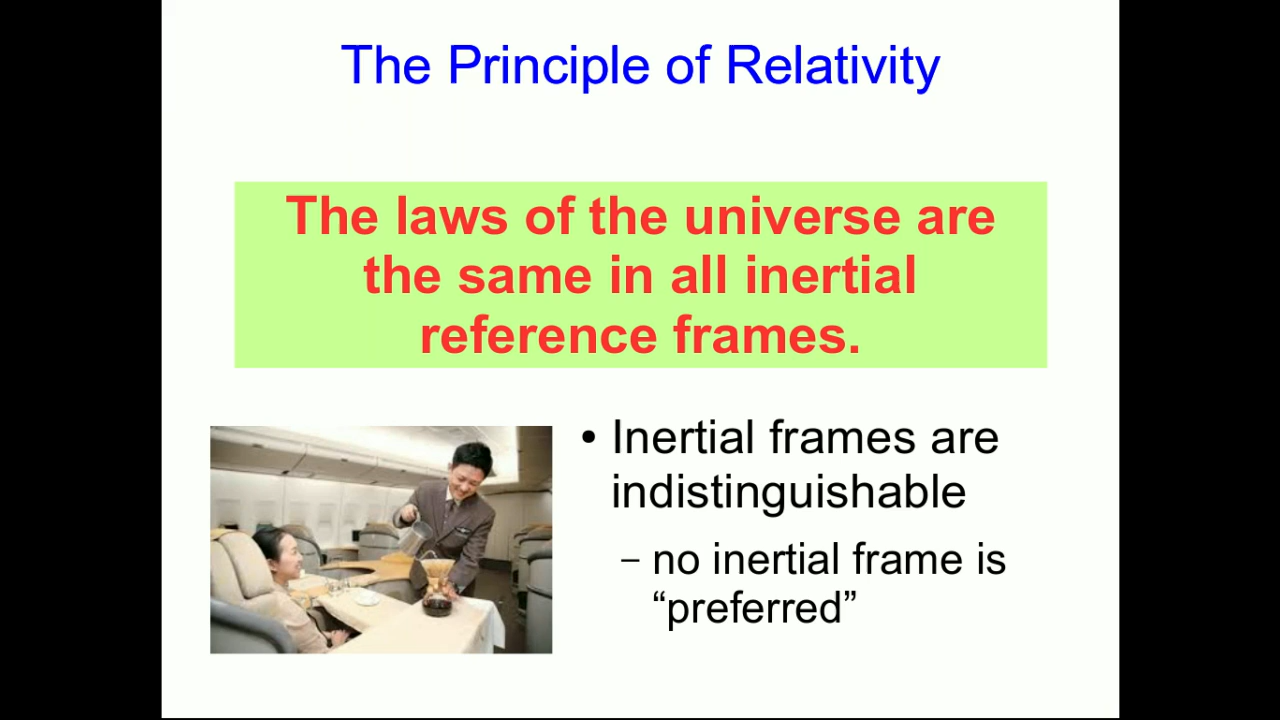 The Principle of Relativity
The laws of the universe are
the same in all inertial
reference frames.
• Inertial frames are
indistinguishable
– no inertial frame is
“preferred”